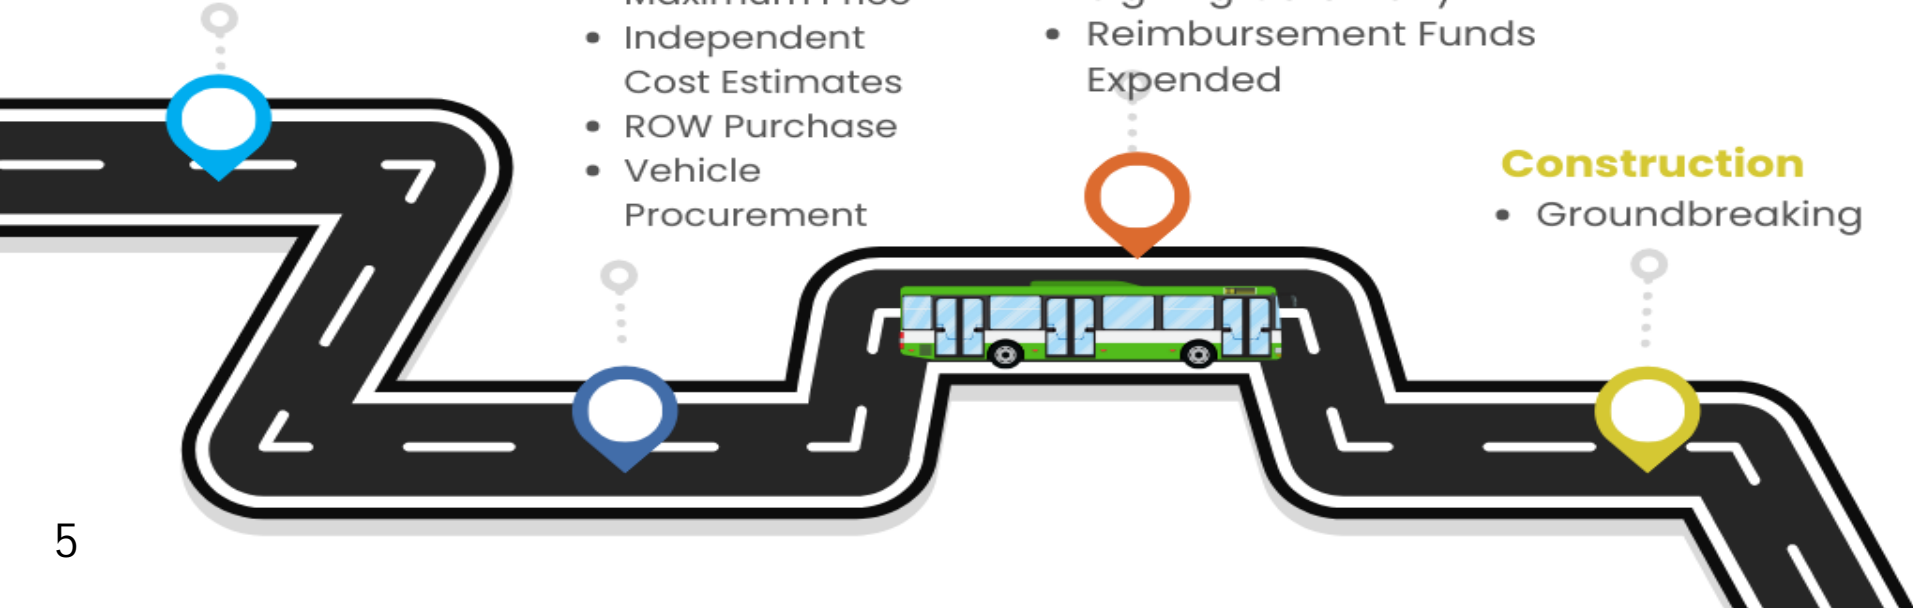 • Independent
Cost Estimates
• ROW Purchase
• Vehicle
Procurement
• Reimbursement Funds
Expended
Construction
• Groundbreaking
5